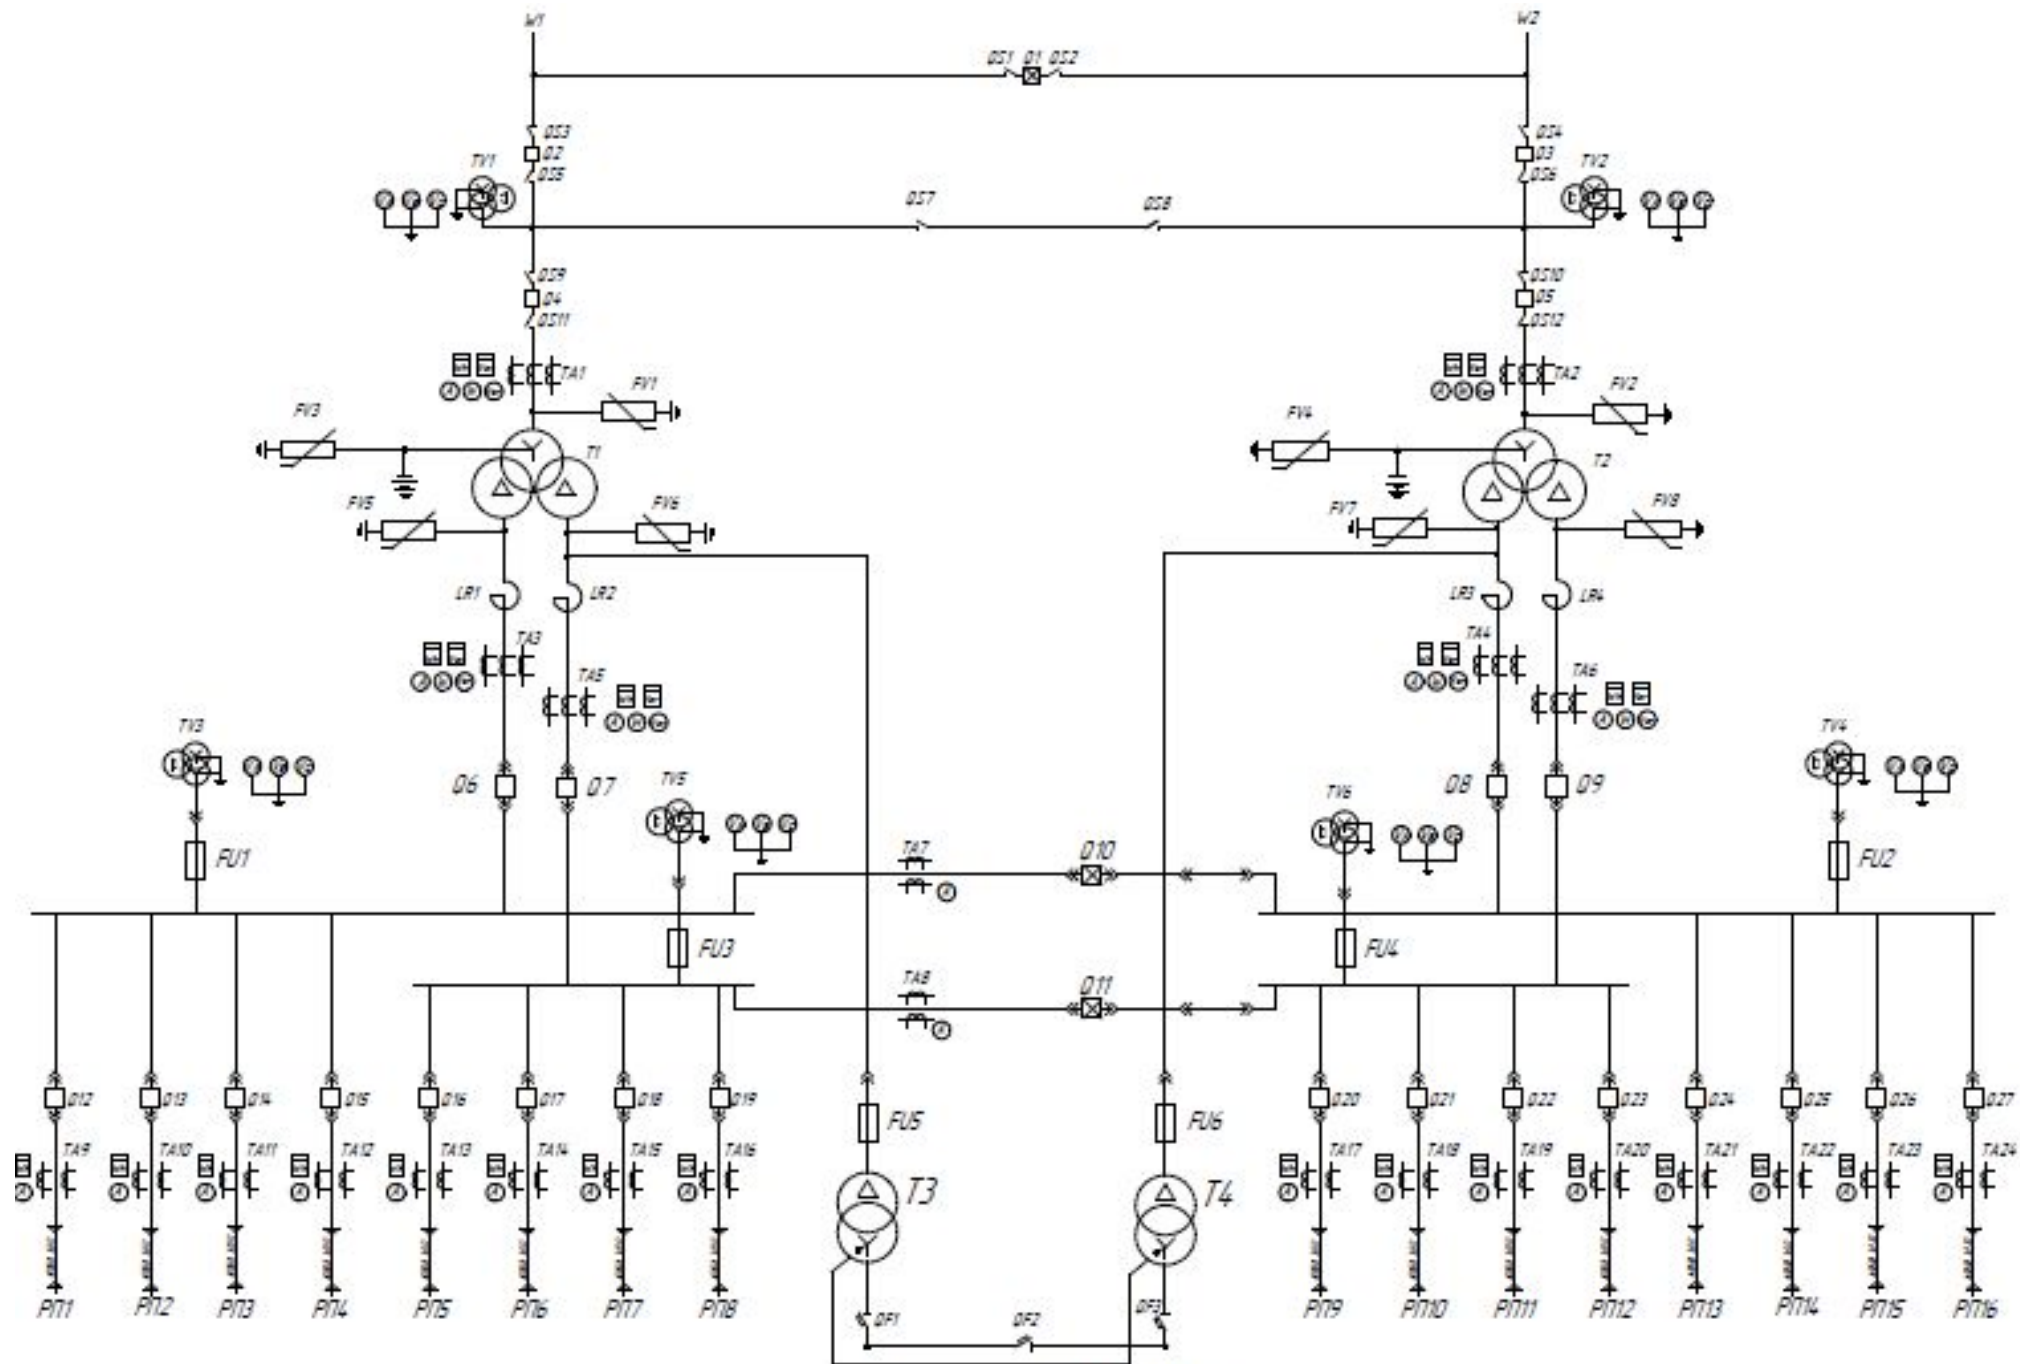 W1 W2
QS1 Q1 QS2
QS3 QS4
Q2 Q3
TV1 QS5 QS6 TV2
QS7 QS8
QS9 QS10
Q4 Q5
QS11 QS12
TA1 TA2
FV3 FV1 FV4 FV2
T1 T2
FV5 FV6 FV7 FV8
LR1 LR2 LR3 LR4
TA3 TA4
TA5 TA6
TV3 TV4
Q6 Q7 TV5 Q8 Q9
TV6
FU1 TA7 Q10 FU2
FU3 FU4
TA8 Q11
Q12 Q13 Q14 Q15 Q16 Q17 Q18 Q19 Q20 Q21 Q22 Q23 Q24 Q25 Q26 Q27
FU5 FU6
TA9 TA10 TA11 TA12 TA13 TA14 TA15 TA16 TA17 TA18 TA19 TA20 TA21 TA22 TA23 TA24
T3 T4
РП1 РП2 РП3 РП4 РП5 РП6 РП7 РП8 РП9 РП10 РП11 РП12 РП13 РП14 РП15 РП16
QF1 QF2 QF3